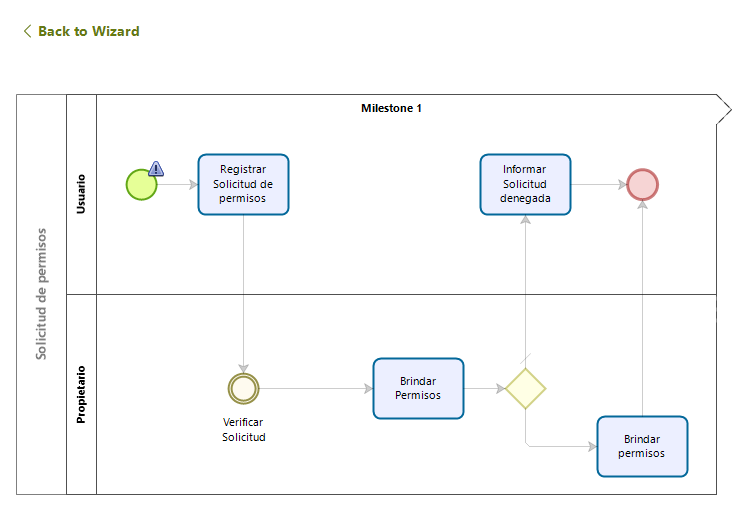 Back to Wizard
Milestone 1
Solicitud de permisos
Usuario
Registrar
Solicitud de
permisos
Informar
Solicitud
denegada
Propietario
Verificar
Solicitud
Brindar
Permisos
Brindar
permisos